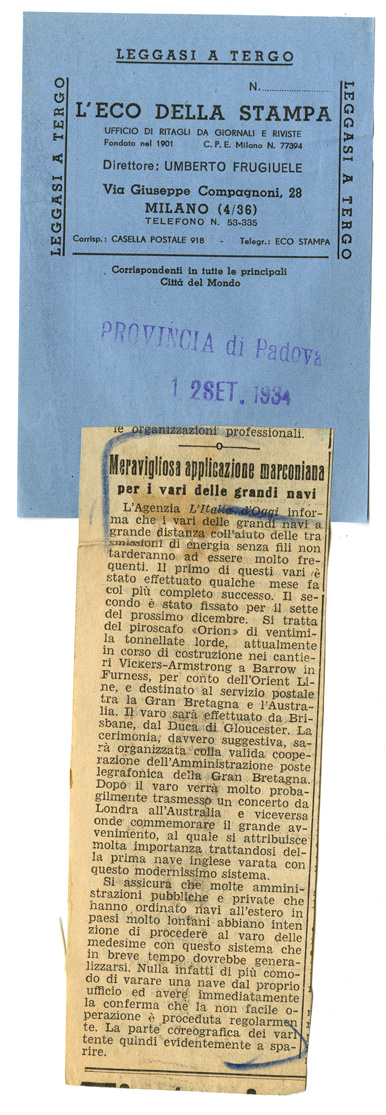 LEGGASI A TERGO
LEGGASI A TERGO
LEGGASI A TERGO
N.
L'ECO DELLA STAMPA
UFFICIO DI RITAGLI DA GIORNALI E RIVISTE
Fondato nel 1901 C. P. E. Milano N. 77394
Direttore: UMBERTO FRUGIUELE
Via Giuseppe Compagnoni, 28
MILANO (4/36)
TELEFONO N. 53-335
Corrisp.: CASELLA POSTALE 918 - Telegr.: ECO STAMPA
Corrispondenti in tutte le principali
Città del Mondo
PROVINCIA di Padova
1 2 SET. 1934
le organizzazioni professionali.
Meravigliosa applicazione marconiana
per i vari delle grandi navi
L'Agenzia L'Italia d'Oggi infor-
ma che i vari delle grandi navi a
grande distanza coll'aiuto delle tra
smissioni di energia senza fili non
tarderanno ad essere molto fre-
quenti. Il primo di questi vari è
stato effettuato qualche mese fa
col più completo successo. Il se-
condo è stato fissato per il sette
del prossimo dicembre. Si tratta
del piroscafo «Orion» di ventimi-
la tonnellate lorde, attualmente
in corso di costruzione nei cantie-
ri Vickers-Armstrong a Barrow in
Furness, per conto dell'Orient Li-
ne, e destinato al servizio postale
tra la Gran Bretagna e l'Austra-
lia. Il varo sarà effettuato da Bri-
sbane, dal Duca di Gloucester. La
cerimonia, davvero suggestiva, sa-
rà organizzata colla valida coope-
razione dell'Amministrazione poste
legrafonica della Gran Bretagna.
Dopo il varo verrà molto proba-
gilmente trasmesso un concerto da
Londra all'Australia e viceversa
onde commemorare il grande av-
venimento, al quale si attribuisce
molta importanza trattandosi del-
la prima nave inglese varata con
questo modernissimo sistema.
Si assicura che molte ammini-
strazioni pubbliche e private che
hanno ordinato navi all'estero in
paesi molto lontani abbiano inten
zione di procedere al varo delle
medesime con questo sistema che
in breve tempo dovrebbe genera-
lizzarsi. Nulla infatti di più como-
do di varare una nave dal proprio
ufficio ed avere immediatamente
la conferma che la non facile o-
perazione è proceduta regolarmen
te. La parte coreografica dei vari
tente quindi evidentemente a spa-
rire.